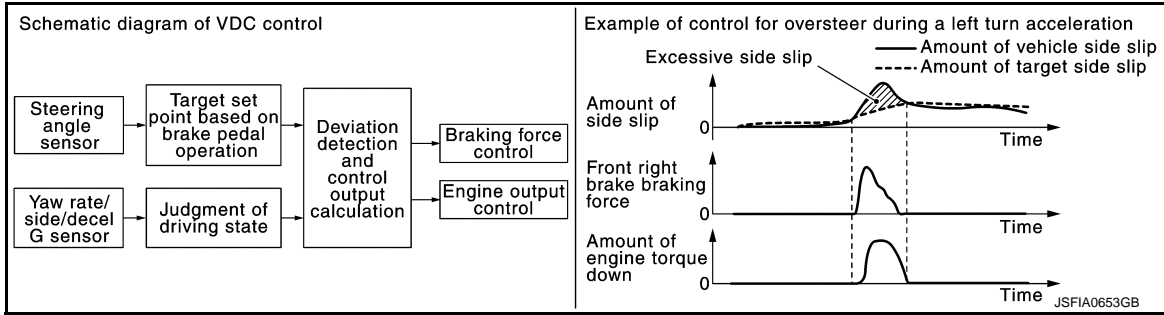 Schematic diagram of VDC control
Steering
angle
sensor
Target set
point based on
brake pedal
operation
Yaw rate/
side/decel
G sensor
Judgment of
driving state
Deviation
detection
and
control
output
calculation
Braking force
control
Engine output
control
Example of control for oversteer during a left turn acceleration
Excessive side slip
Amount of vehicle side slip
Amount of target side slip
Amount of
side slip
0
Time
Front right
brake braking
force
0
Amount of
engine torque
down
0
Time
JSFIA0653GB